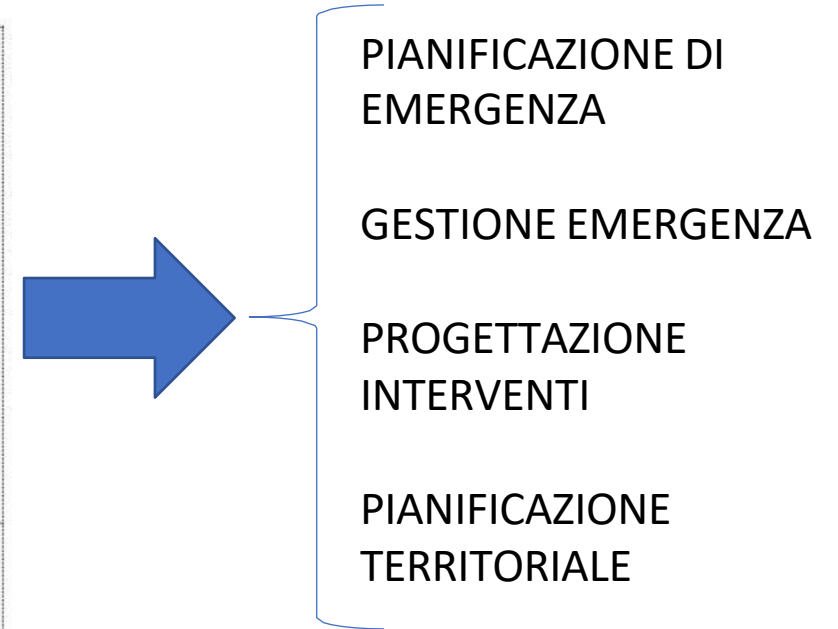 PIANIFICAZIONE DI
EMERGENZA
GESTIONE EMERGENZA
PROGETTAZIONE
INTERVENTI
PIANIFICAZIONE
TERRITORIALE